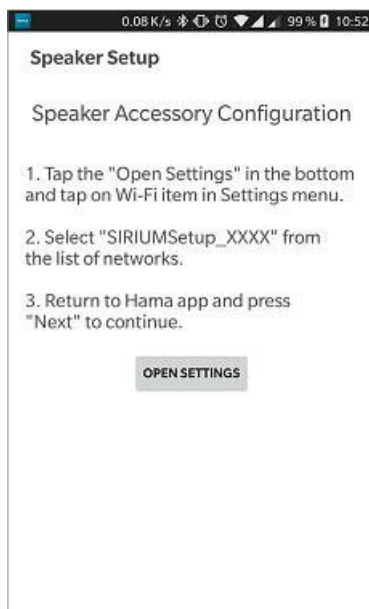 0.08 K/s 99 % 10:52
Speaker Setup
Speaker Accessory Configuration
1. Tap the "Open Settings" in the bottom
and tap on Wi-Fi item in Settings menu.
2. Select "SIRIUMSetup_XXXX" from
the list of networks.
3. Return to Hama app and press
"Next" to continue.
OPEN SETTINGS